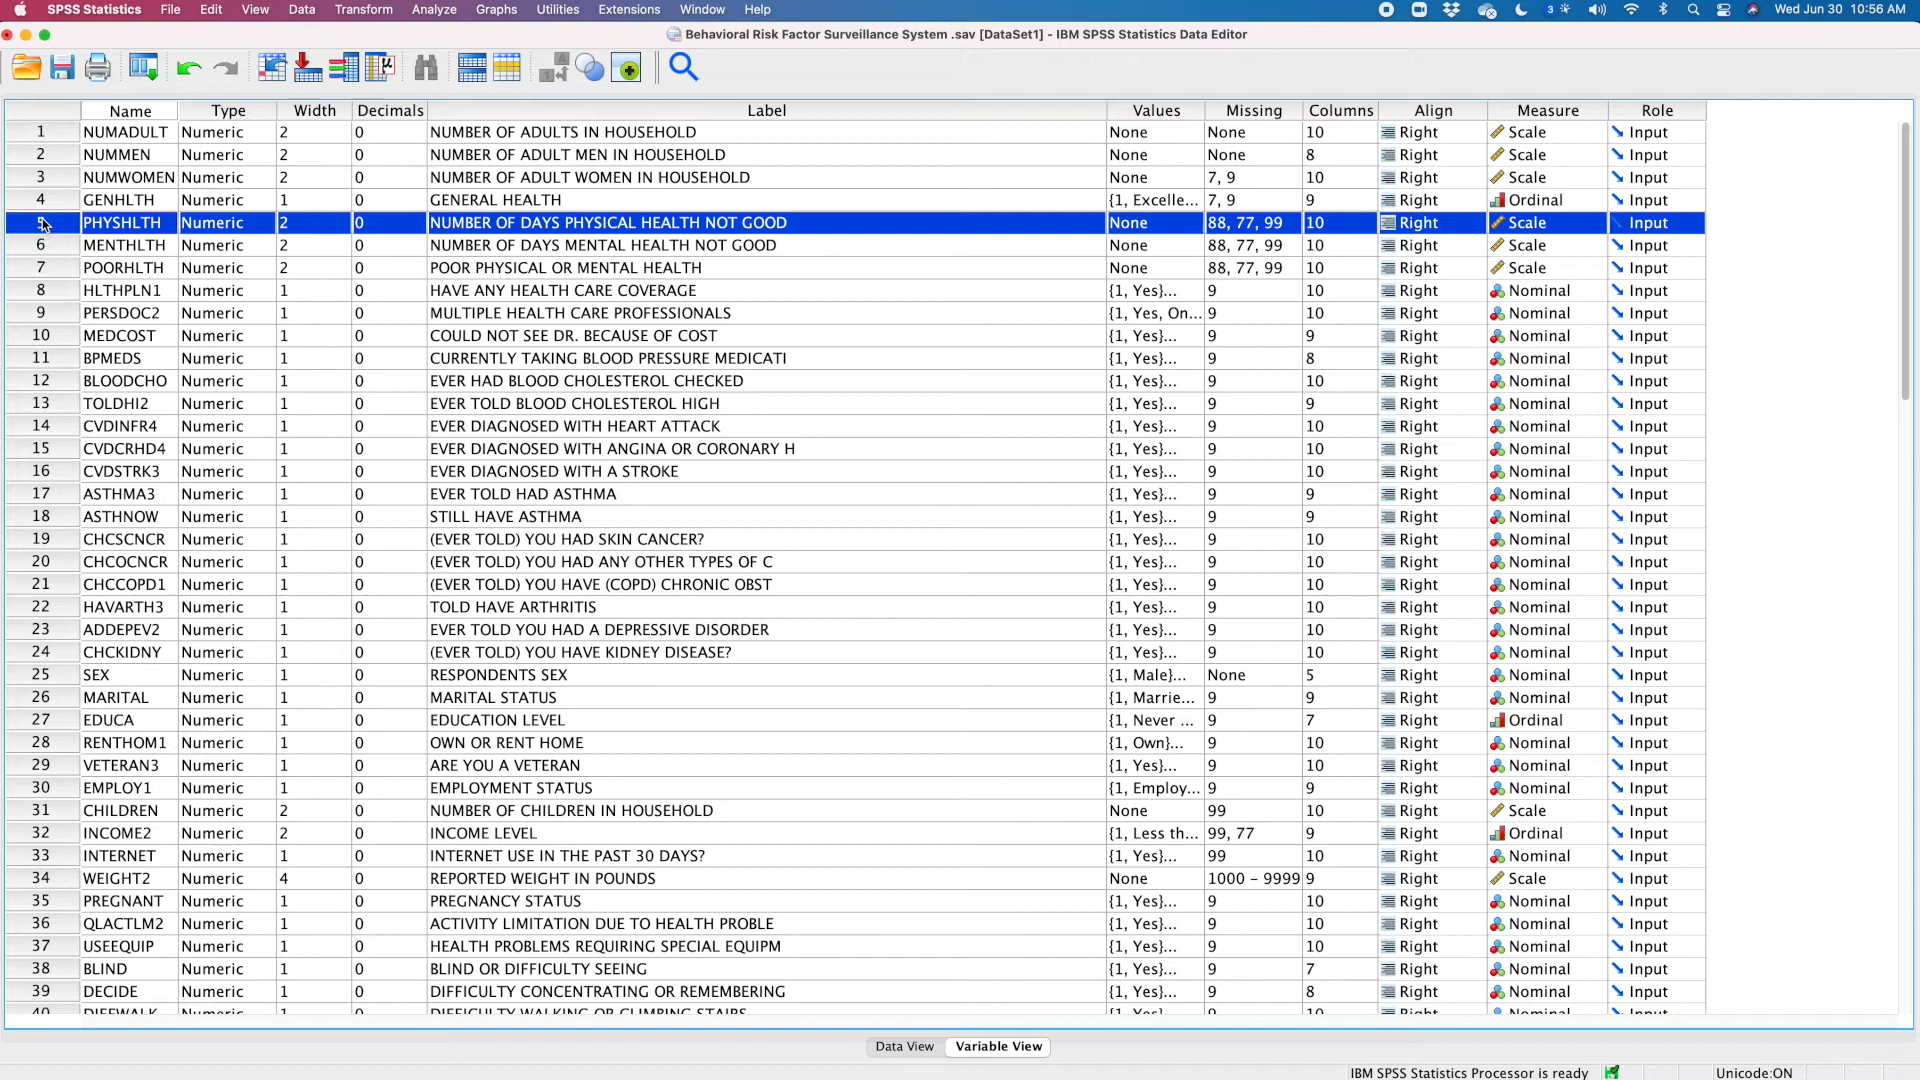 SPSS Statistics File Edit View Data Transform Analyze Graphs Utilities Extensions Window Help 3 Wed Jun 30 10:56 AM
Behavioral Risk Factor Surveillance System .sav [DataSet1] - IBM SPSS Statistics Data Editor
Name Type Width Decimals Label Values Missing Columns Align Measure Role
1 NUMADULT Numeric 2 0 NUMBER OF ADULTS IN HOUSEHOLD None None 10 Right Scale Input
2 NUMMEN Numeric 2 0 NUMBER OF ADULT MEN IN HOUSEHOLD None None 8 Right Scale Input
3 NUMWOMEN Numeric 2 0 NUMBER OF ADULT WOMEN IN HOUSEHOLD None 7, 9 10 Right Scale Input
4 GENHLTH Numeric 1 0 GENERAL HEALTH {1, Excelle... 7, 9 9 Right Ordinal Input
5 PHYSHLTH Numeric 2 0 NUMBER OF DAYS PHYSICAL HEALTH NOT GOOD None 88, 77, 99 10 Right Scale Input
6 MENTHLTH Numeric 2 0 NUMBER OF DAYS MENTAL HEALTH NOT GOOD None 88, 77, 99 10 Right Scale Input
7 POORHLTH Numeric 2 0 POOR PHYSICAL OR MENTAL HEALTH None 88, 77, 99 10 Right Scale Input
8 HLTHPLN1 Numeric 1 0 HAVE ANY HEALTH CARE COVERAGE {1, Yes}... 9 10 Right Nominal Input
9 PERSDOC2 Numeric 1 0 MULTIPLE HEALTH CARE PROFESSIONALS {1, Yes, On... 9 10 Right Nominal Input
10 MEDCOST Numeric 1 0 COULD NOT SEE DR. BECAUSE OF COST {1, Yes}... 9 9 Right Nominal Input
11 BPMEDS Numeric 1 0 CURRENTLY TAKING BLOOD PRESSURE MEDICATI {1, Yes}... 9 8 Right Nominal Input
12 BLOODCHO Numeric 1 0 EVER HAD BLOOD CHOLESTEROL CHECKED {1, Yes}... 9 10 Right Nominal Input
13 TOLDHI2 Numeric 1 0 EVER TOLD BLOOD CHOLESTEROL HIGH {1, Yes}... 9 9 Right Nominal Input
14 CVDINFR4 Numeric 1 0 EVER DIAGNOSED WITH HEART ATTACK {1, Yes}... 9 10 Right Nominal Input
15 CVDCRHD4 Numeric 1 0 EVER DIAGNOSED WITH ANGINA OR CORONARY H {1, Yes}... 9 10 Right Nominal Input
16 CVDSTRK3 Numeric 1 0 EVER DIAGNOSED WITH A STROKE {1, Yes}... 9 10 Right Nominal Input
17 ASTHMA3 Numeric 1 0 EVER TOLD HAD ASTHMA {1, Yes}... 9 9 Right Nominal Input
18 ASTHNOW Numeric 1 0 STILL HAVE ASTHMA {1, Yes}... 9 9 Right Nominal Input
19 CHCSCNCR Numeric 1 0 (EVER TOLD) YOU HAD SKIN CANCER? {1, Yes}... 9 10 Right Nominal Input
20 CHCOCNCR Numeric 1 0 (EVER TOLD) YOU HAD ANY OTHER TYPES OF C {1, Yes}... 9 10 Right Nominal Input
21 CHCCOPD1 Numeric 1 0 (EVER TOLD) YOU HAVE (COPD) CHRONIC OBST {1, Yes}... 9 10 Right Nominal Input
22 HAVARTH3 Numeric 1 0 TOLD HAVE ARTHRITIS {1, Yes}... 9 10 Right Nominal Input
23 ADDEPEV2 Numeric 1 0 EVER TOLD YOU HAD A DEPRESSIVE DISORDER {1, Yes}... 9 10 Right Nominal Input
24 CHCKIDNY Numeric 1 0 (EVER TOLD) YOU HAVE KIDNEY DISEASE? {1, Yes}... 9 10 Right Nominal Input
25 SEX Numeric 1 0 RESPONDENTS SEX {1, Male}... None 5 Right Nominal Input
26 MARITAL Numeric 1 0 MARITAL STATUS {1, Marrie... 9 9 Right Nominal Input
27 EDUCA Numeric 1 0 EDUCATION LEVEL {1, Never ... 9 7 Right Ordinal Input
28 RENTHOM1 Numeric 1 0 OWN OR RENT HOME {1, Own}... 9 10 Right Nominal Input
29 VETERAN3 Numeric 1 0 ARE YOU A VETERAN {1, Yes}... 9 10 Right Nominal Input
30 EMPLOY1 Numeric 1 0 EMPLOYMENT STATUS {1, Employ... 9 9 Right Nominal Input
31 CHILDREN Numeric 2 0 NUMBER OF CHILDREN IN HOUSEHOLD None 99 10 Right Scale Input
32 INCOME2 Numeric 2 0 INCOME LEVEL {1, Less th... 99, 77 9 Right Ordinal Input
33 INTERNET Numeric 1 0 INTERNET USE IN THE PAST 30 DAYS? {1, Yes}... 99 10 Right Nominal Input
34 WEIGHT2 Numeric 4 0 REPORTED WEIGHT IN POUNDS None 1000 - 9999 9 Right Scale Input
35 PREGNANT Numeric 1 0 PREGNANCY STATUS {1, Yes}... 9 10 Right Nominal Input
36 QLACTLM2 Numeric 1 0 ACTIVITY LIMITATION DUE TO HEALTH PROBLE {1, Yes}... 9 10 Right Nominal Input
37 USEEQUIP Numeric 1 0 HEALTH PROBLEMS REQUIRING SPECIAL EQUIPM {1, Yes}... 9 10 Right Nominal Input
38 BLIND Numeric 1 0 BLIND OR DIFFICULTY SEEING {1, Yes}... 9 7 Right Nominal Input
39 DECIDE Numeric 1 0 DIFFICULTY CONCENTRATING OR REMEMBERING {1, Yes}... 9 8 Right Nominal Input
40 DIFFWALK Numeric 1 0 DIFFICULTY WALKING OR CLIMBING STAIRS {1, Yes}... 9 10 Right Nominal Input
Data View Variable View
IBM SPSS Statistics Processor is ready Unicode:ON